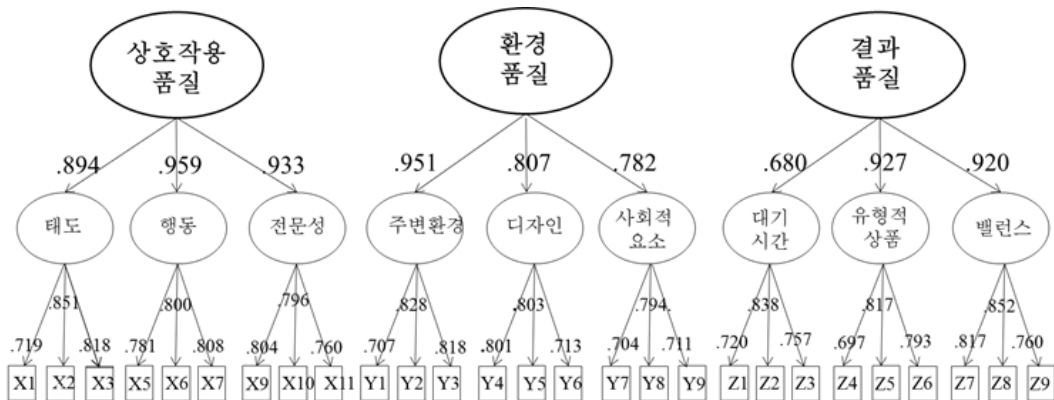 상호작용
품질
환경
품질
결과
품질
.894 .959 .933 .951 .807 .782 .680 .927 .920
태도 행동 전문성 주변환경 디자인 사회적
요소
대기
시간
유형적
상품
밸런스
.851 .800 .796 .828 .803 .794. .838 .817 .852
.719 .818 .781 .808 .804 .760 .707 .818 .801 .713 .704 .711 .720 .757 .697 .793 .817 .760
X1 X2 X3 X5 X6 X7 X9 X10 X11 Y1 Y2 Y3 Y4 Y5 Y6 Y7 Y8 Y9 Z1 Z2 Z3 Z4 Z5 Z6 Z7 Z8 Z9